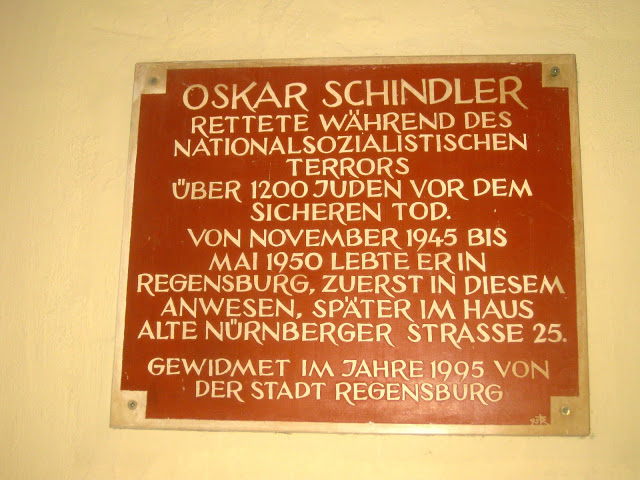 OSKAR SCHINDLER
RETTETE WÄHREND DES
NATIONALSOZIALISTISCHEN
TERRORS
ÜBER 1200 JUDEN VOR DEM
SICHEREN TOD.
VON NOVEMBER 1945 BIS
MAI 1950 LEBTE ER IN
REGENSBURG, ZUERST IN DIESEM
ANWESEN, SPÄTER IM HAUS
ALTE NÜRNBERGER STRASSE 25.
GEWIDMET IM JAHRE 1995 VON
DER STADT REGENSBURG